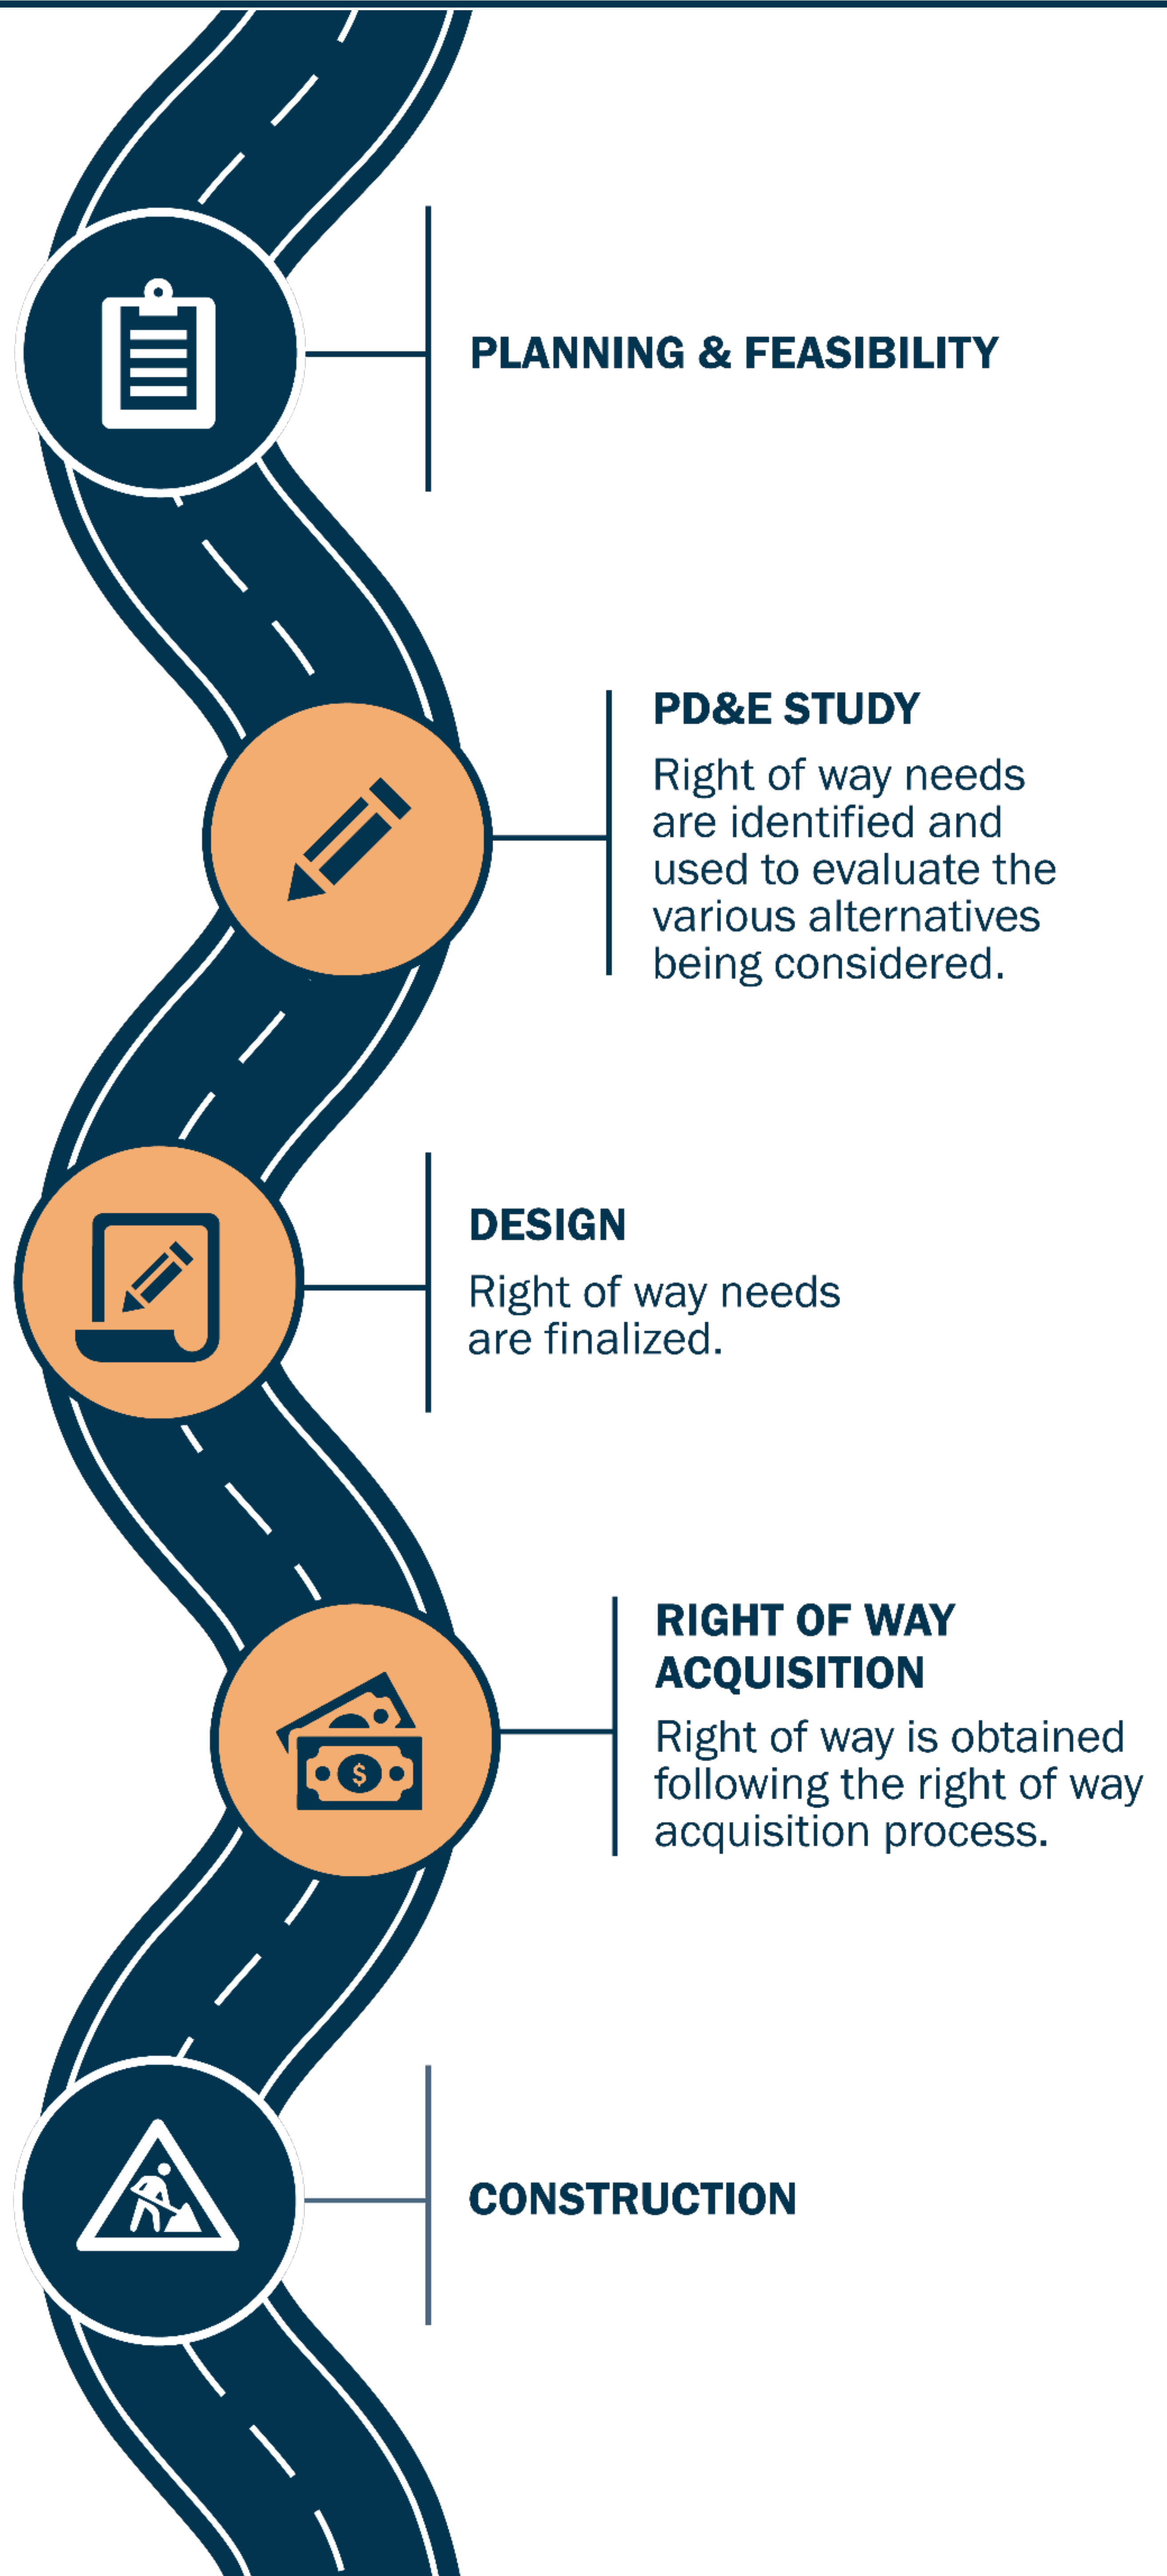 PLANNING & FEASIBILITY
PD&E STUDY
Right of way needs
are identified and
used to evaluate the
various alternatives
being considered.
DESIGN
Right of way needs
are finalized.
RIGHT OF WAY
ACQUISITION
Right of way is obtained
following the right of way
acquisition process.
$
CONSTRUCTION